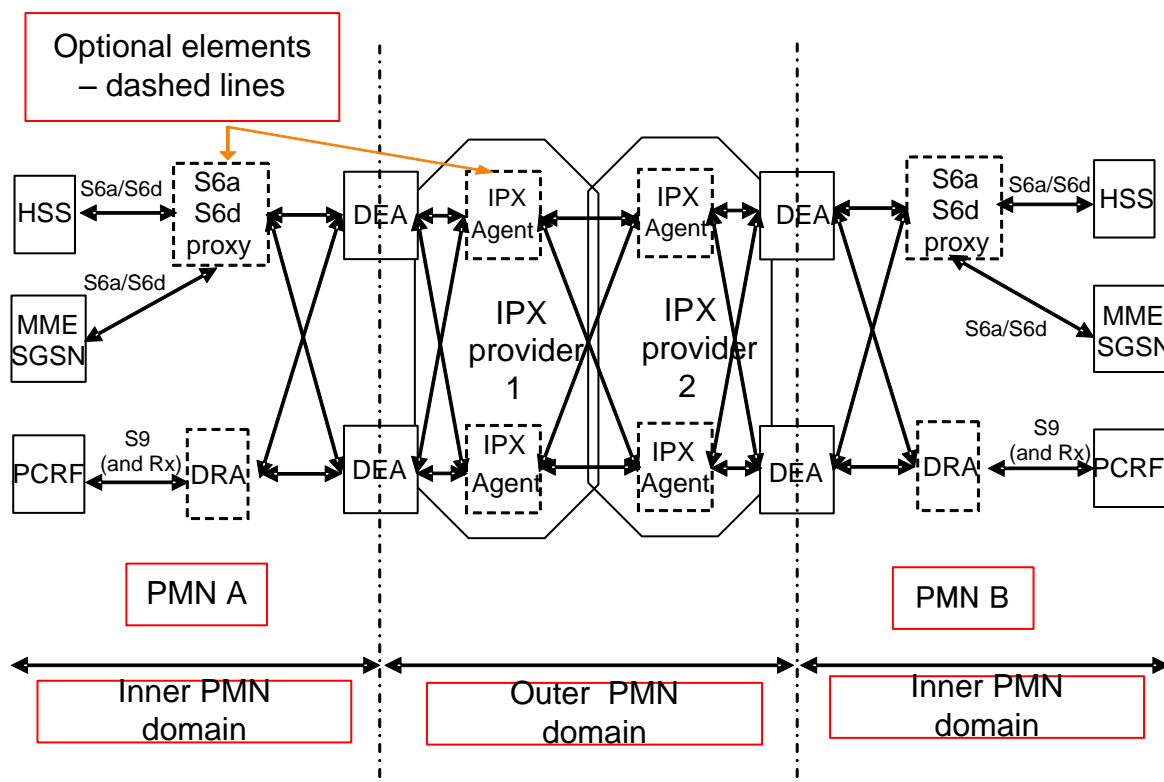 Optional elements
– dashed lines
HSS
S6a/S6d
S6a
S6d
proxy
S6a/S6d
MME
SGSN
PCRF
S9
(and Rx)
DRA
DEA
DEA
IPX
Agent
IPX
provider
1
IPX
Agent
IPX
Agent
IPX
provider
2
IPX
Agent
DEA
DEA
S6a
S6d
proxy
S6a/S6d
HSS
S6a/S6d
MME
SGSN
DRA
S9
(and Rx)
PCRF
PMN A
PMN B
Inner PMN
domain
Outer PMN
domain
Inner PMN
domain